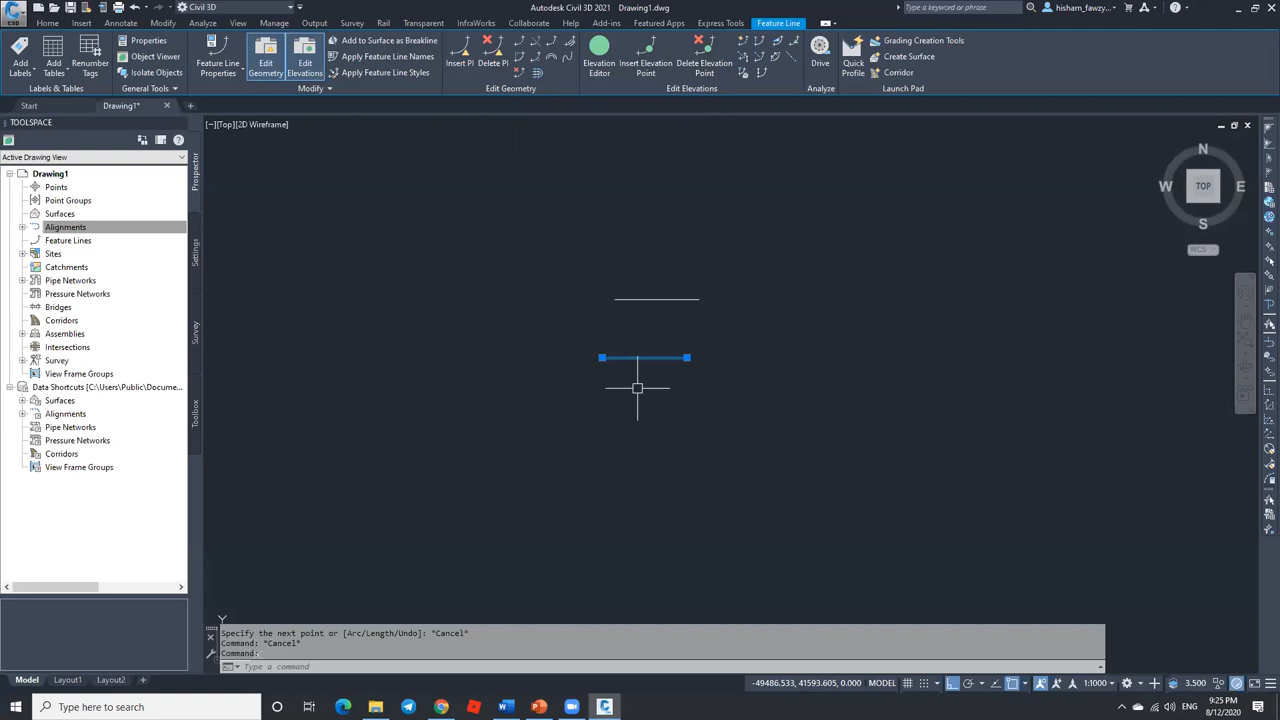 Civil 3D
Autodesk Civil 3D 2021 Drawing1.dwg
Type a keyword or phrase
hisham_fawzy...
C3D
Home Insert Annotate Modify Analyze View Manage Output Survey Rail Transparent InfraWorks Collaborate Help Add-ins Featured Apps Express Tools Feature Line
Add Labels
Add Tables
Renumber Tags
Properties
Object Viewer
Isolate Objects
Feature Line Properties
Edit Geometry
Edit Elevations
Add to Surface as Breakline
Apply Feature Line Names
Apply Feature Line Styles
Insert PI
Delete PI
Elevation Editor
Insert Elevation Point
Delete Elevation Point
Drive
Quick Profile
Grading Creation Tools
Create Surface
Corridor
Labels & Tables General Tools Modify Edit Geometry Edit Elevations Analyze Launch Pad
Start Drawing1*
TOOLSPACE
[−][Top][2D Wireframe]
Active Drawing View
Drawing1
Points
Point Groups
Surfaces
Alignments
Feature Lines
Sites
Catchments
Pipe Networks
Pressure Networks
Bridges
Corridors
Assemblies
Intersections
Survey
View Frame Groups
Data Shortcuts [C:\Users\Public\Docume...
Surfaces
Alignments
Pipe Networks
Pressure Networks
Corridors
View Frame Groups
Prospector
Settings
Survey
Toolbox
N
W TOP E
S
WCS
Y
Specify the next point or [Arc/Length/Undo]: *Cancel*
Command: *Cancel*
Command:
Type a command
Model Layout1 Layout2
-49486.533, 41593.605, 0.000 MODEL 1:1000 3.500
Type here to search
ENG
9:25 PM
8/12/2020